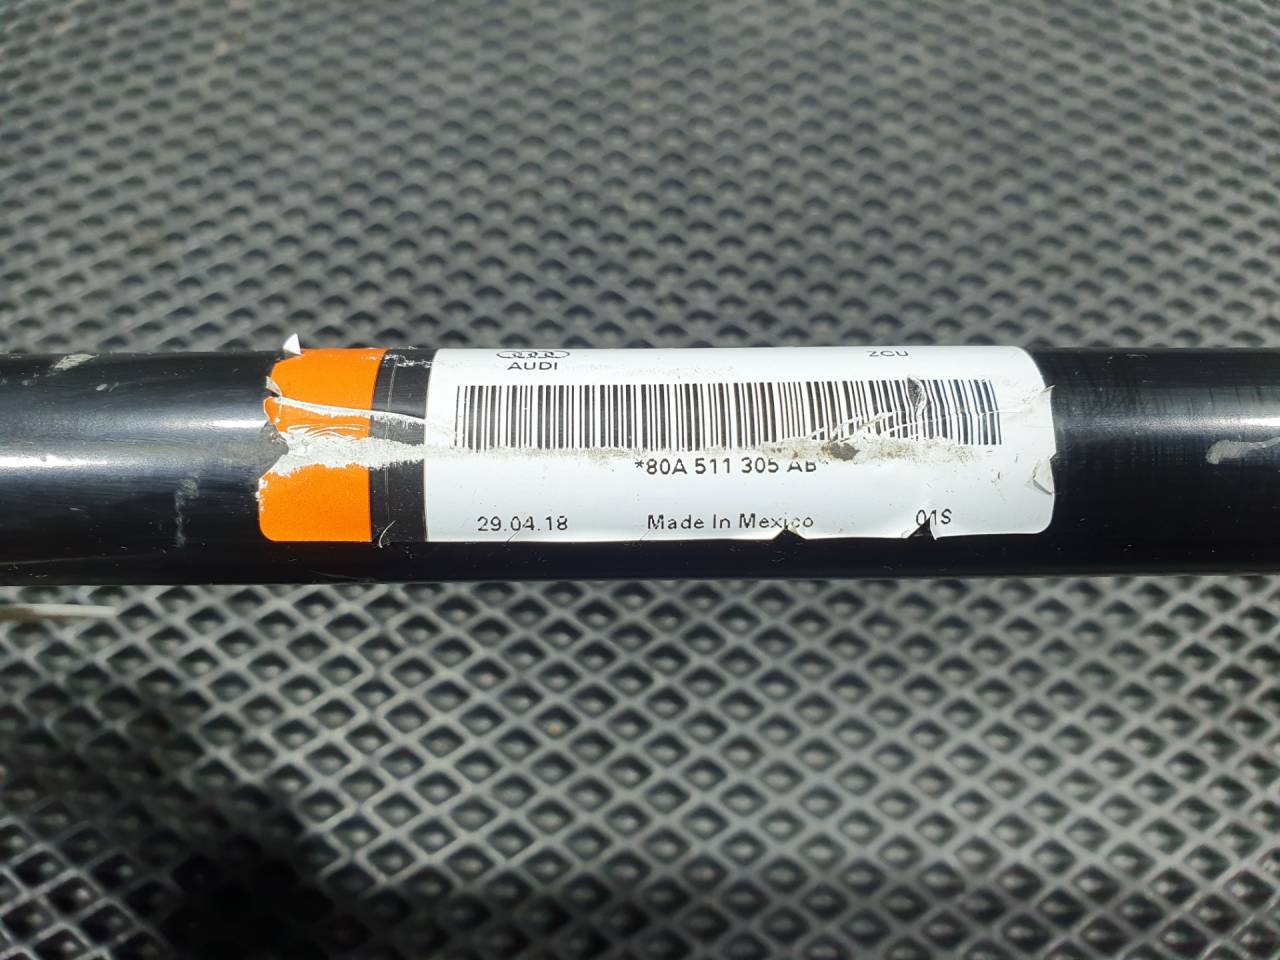 AUDI ZCU
*80A 511 305 AB*
29.04.18 Made In Mexico 01S